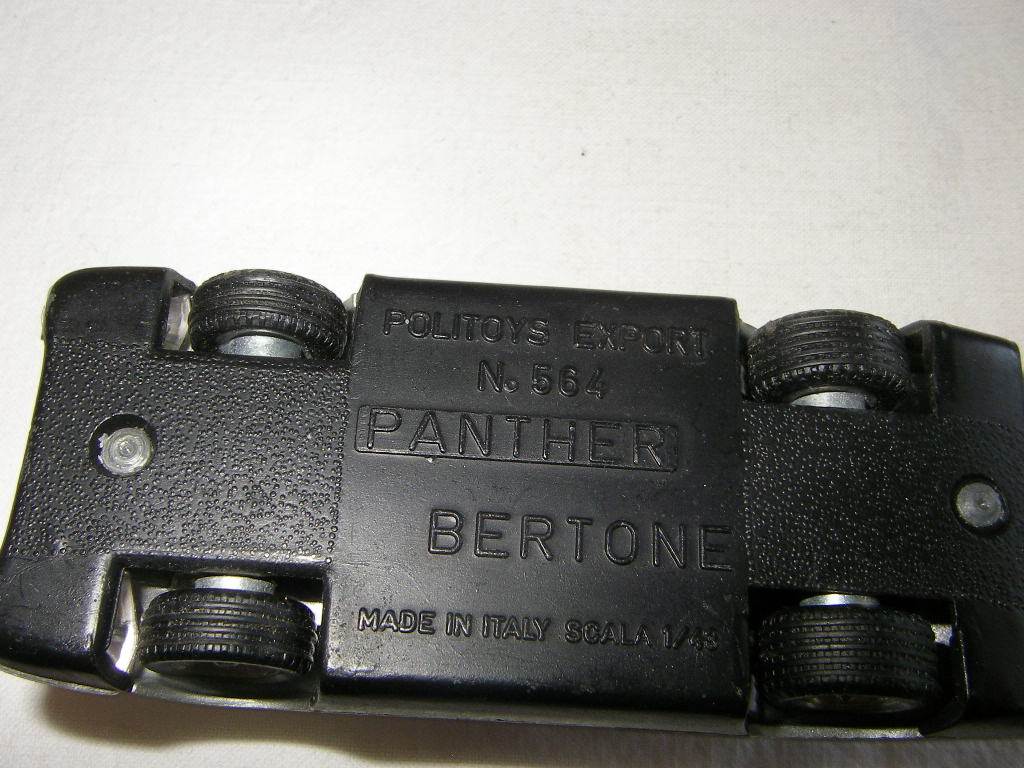 POLITOYS EXPORT
No 564
PANTHER
BERTONE
MADE IN ITALY SCALA 1/43